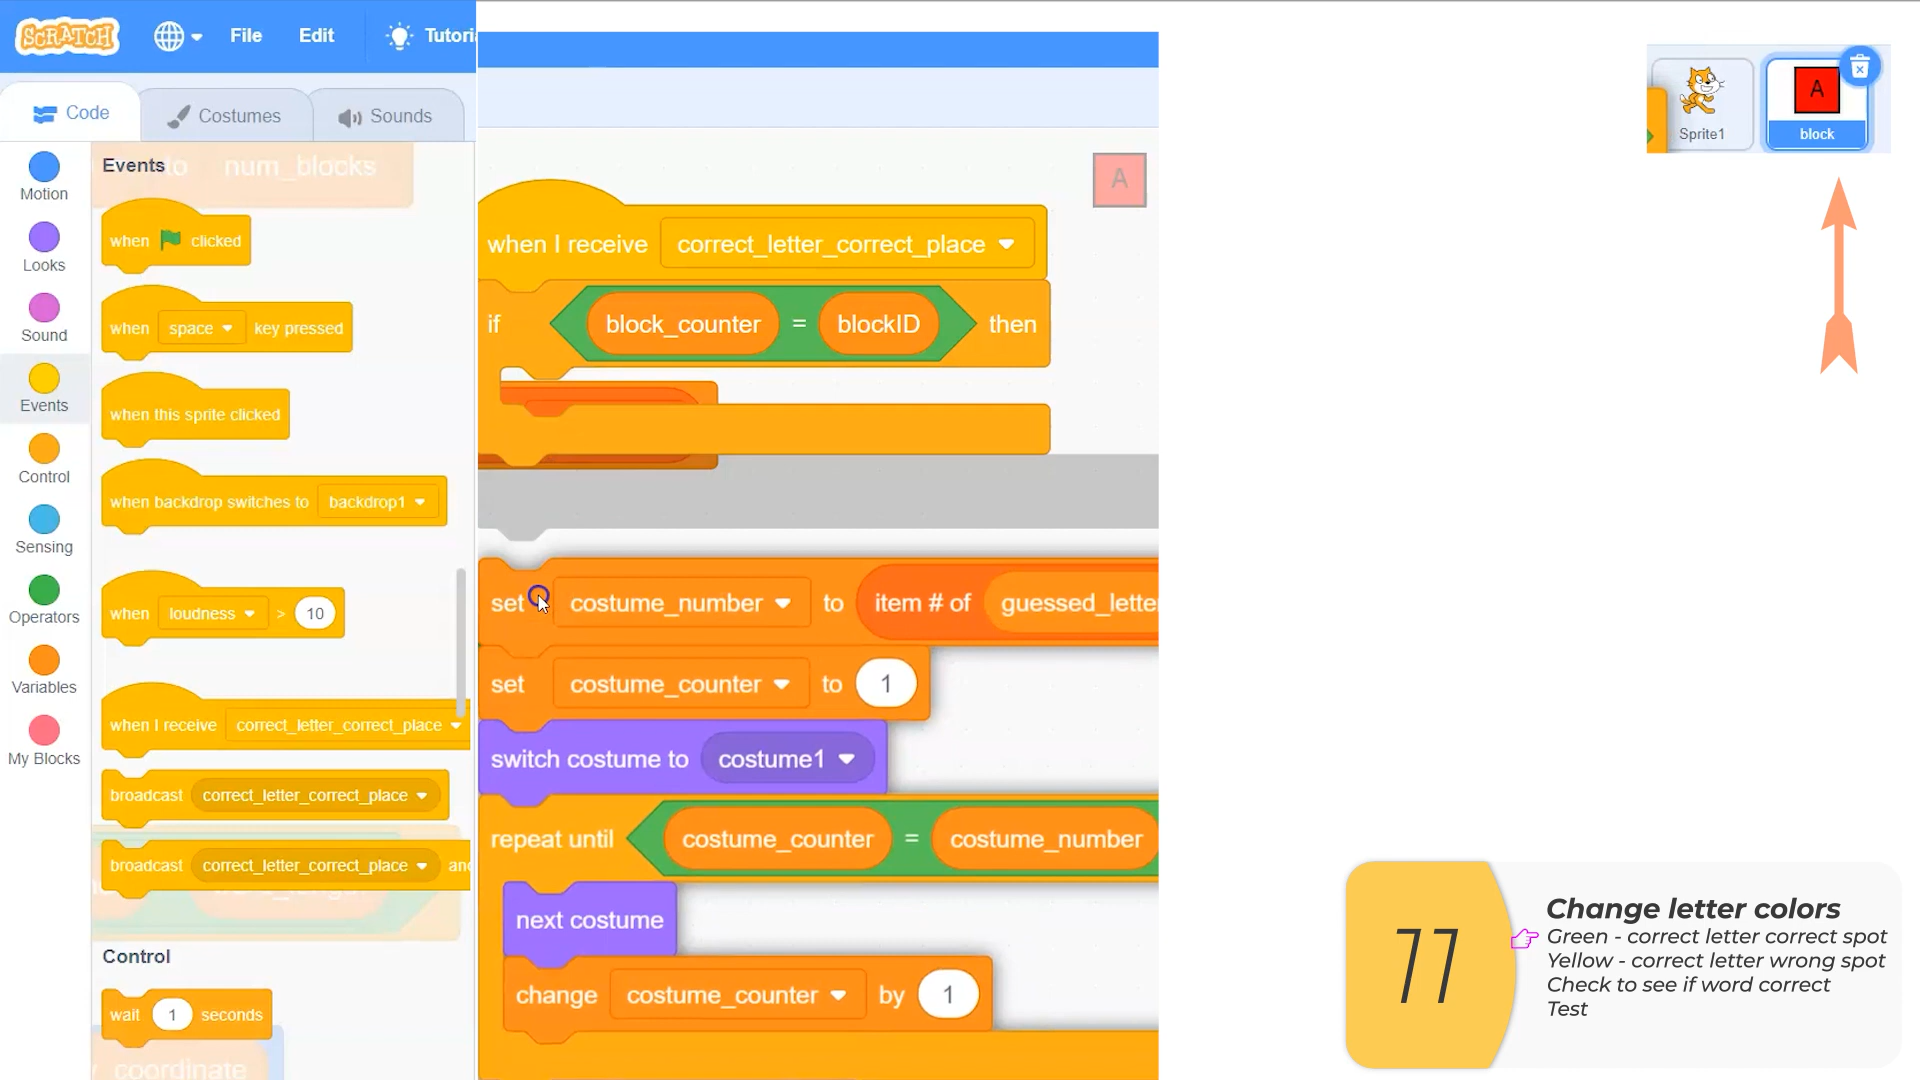 SCRATCH
File
Edit
Tutori
Code
Costumes
Sounds
Sprite1
A
block
Motion
Looks
Sound
Events
Control
Sensing
Operators
Variables
My Blocks
Events
to num_blocks
when clicked
when space key pressed
when this sprite clicked
when backdrop switches to backdrop1
when loudness > 10
when I receive correct_letter_correct_place
broadcast correct_letter_correct_place
broadcast correct_letter_correct_place and
Control
wait 1 seconds
coordinate
A
when I receive correct_letter_correct_place
if block_counter = blockID then
set costume_number to item # of guessed_letter
set costume_counter to 1
switch costume to costume1
repeat until costume_counter = costume_number
next costume
change costume_counter by 1
77
Change letter colors
Green - correct letter correct spot
Yellow - correct letter wrong spot
Check to see if word correct
Test